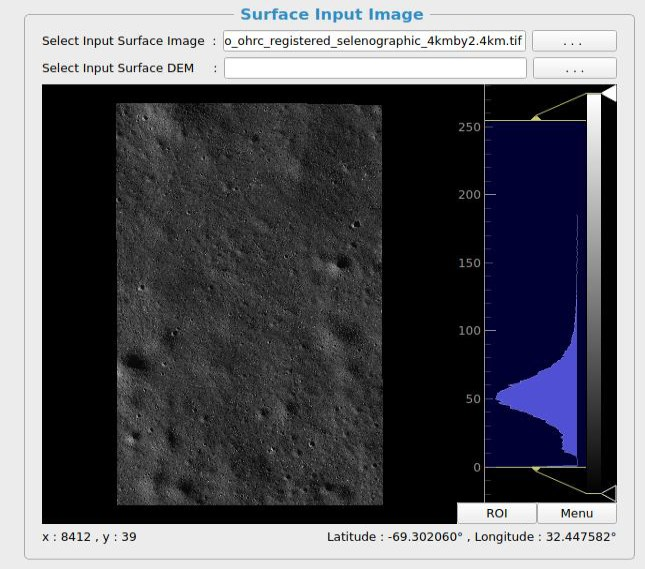 Surface Input Image
Select Input Surface Image : o_ohrc_registered_selenographic_4kmby2.4km.tif ...
Select Input Surface DEM : ...
250
200
150
100
50
0
ROI Menu
x : 8412 , y : 39 Latitude : -69.302060° , Longitude : 32.447582°